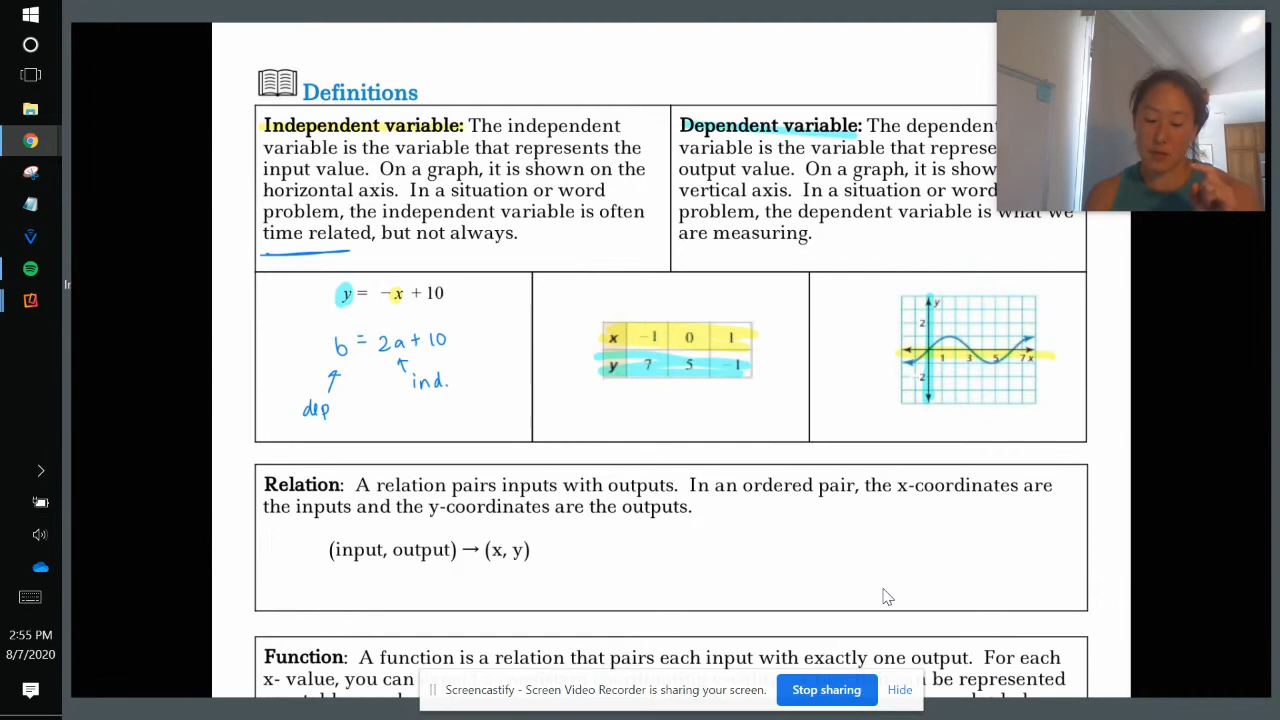 Definitions
Independent variable: The independent
variable is the variable that represents the
input value. On a graph, it is shown on the
horizontal axis. In a situation or word
problem, the independent variable is often
time related, but not always.
Dependent variable: The dependent
variable is the variable that represe
output value. On a graph, it is show
vertical axis. In a situation or word
problem, the dependent variable is what we
are measuring.
y = −x + 10
b = 2a + 10
ind.
dep
x −1 0 1
y 7 5 −1
y
2
1 3 5 7 x
−2
Relation: A relation pairs inputs with outputs. In an ordered pair, the x-coordinates are
the inputs and the y-coordinates are the outputs.
(input, output) → (x, y)
Function: A function is a relation that pairs each input with exactly one output. For each
x- value, you can
be represented
Screencastify - Screen Video Recorder is sharing your screen.
Stop sharing
Hide
2:55 PM
8/7/2020